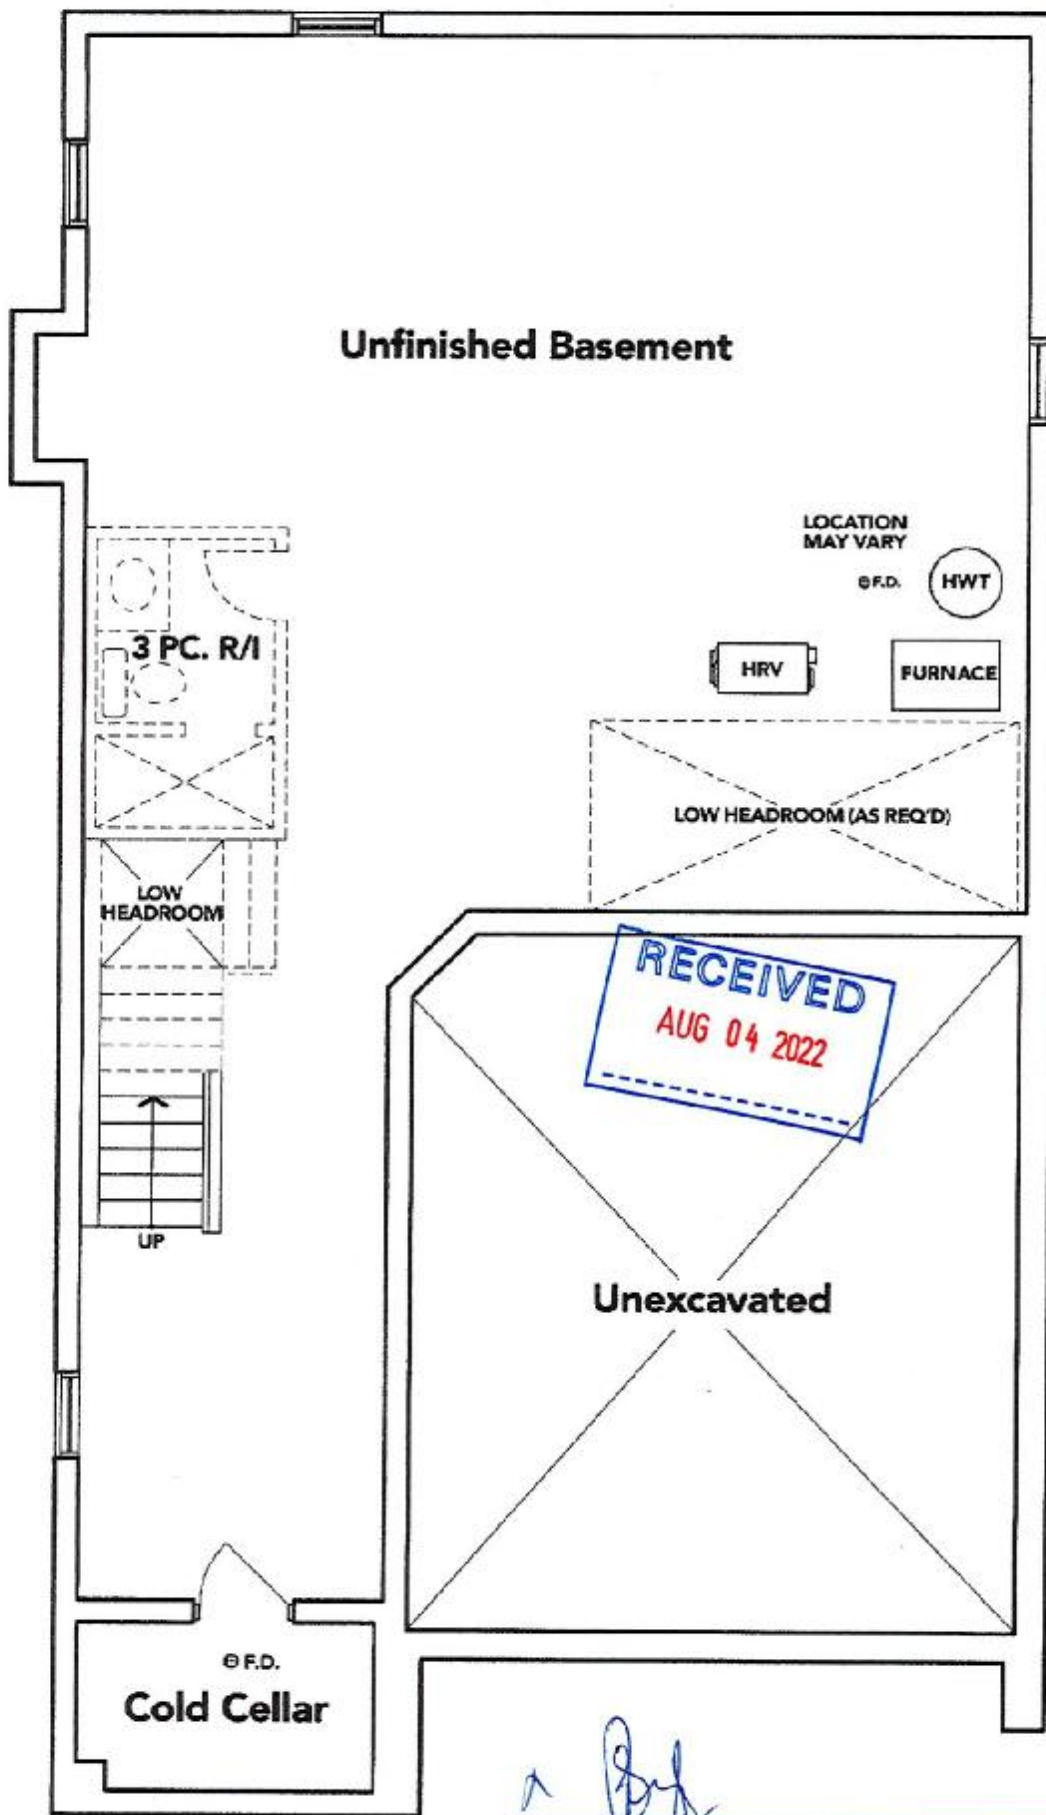 Unfinished Basement
LOCATION
MAY VARY
F.D.
HWT
3 PC. R/I
HRV
FURNACE
LOW HEADROOM (AS REQ'D)
LOW
HEADROOM
RECEIVED
AUG 04 2022
UP
Unexcavated
F.D.
Cold Cellar